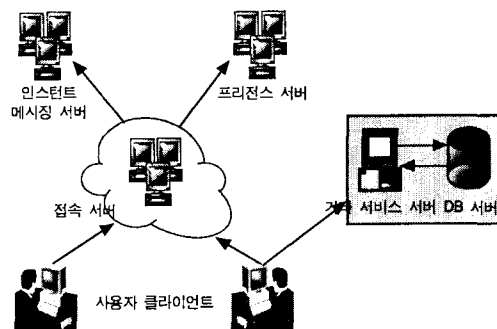 인스턴트
메시징 서버
프리전스 서버
접속 서버
서비스 서버 DB 서버
사용자 클라이언트